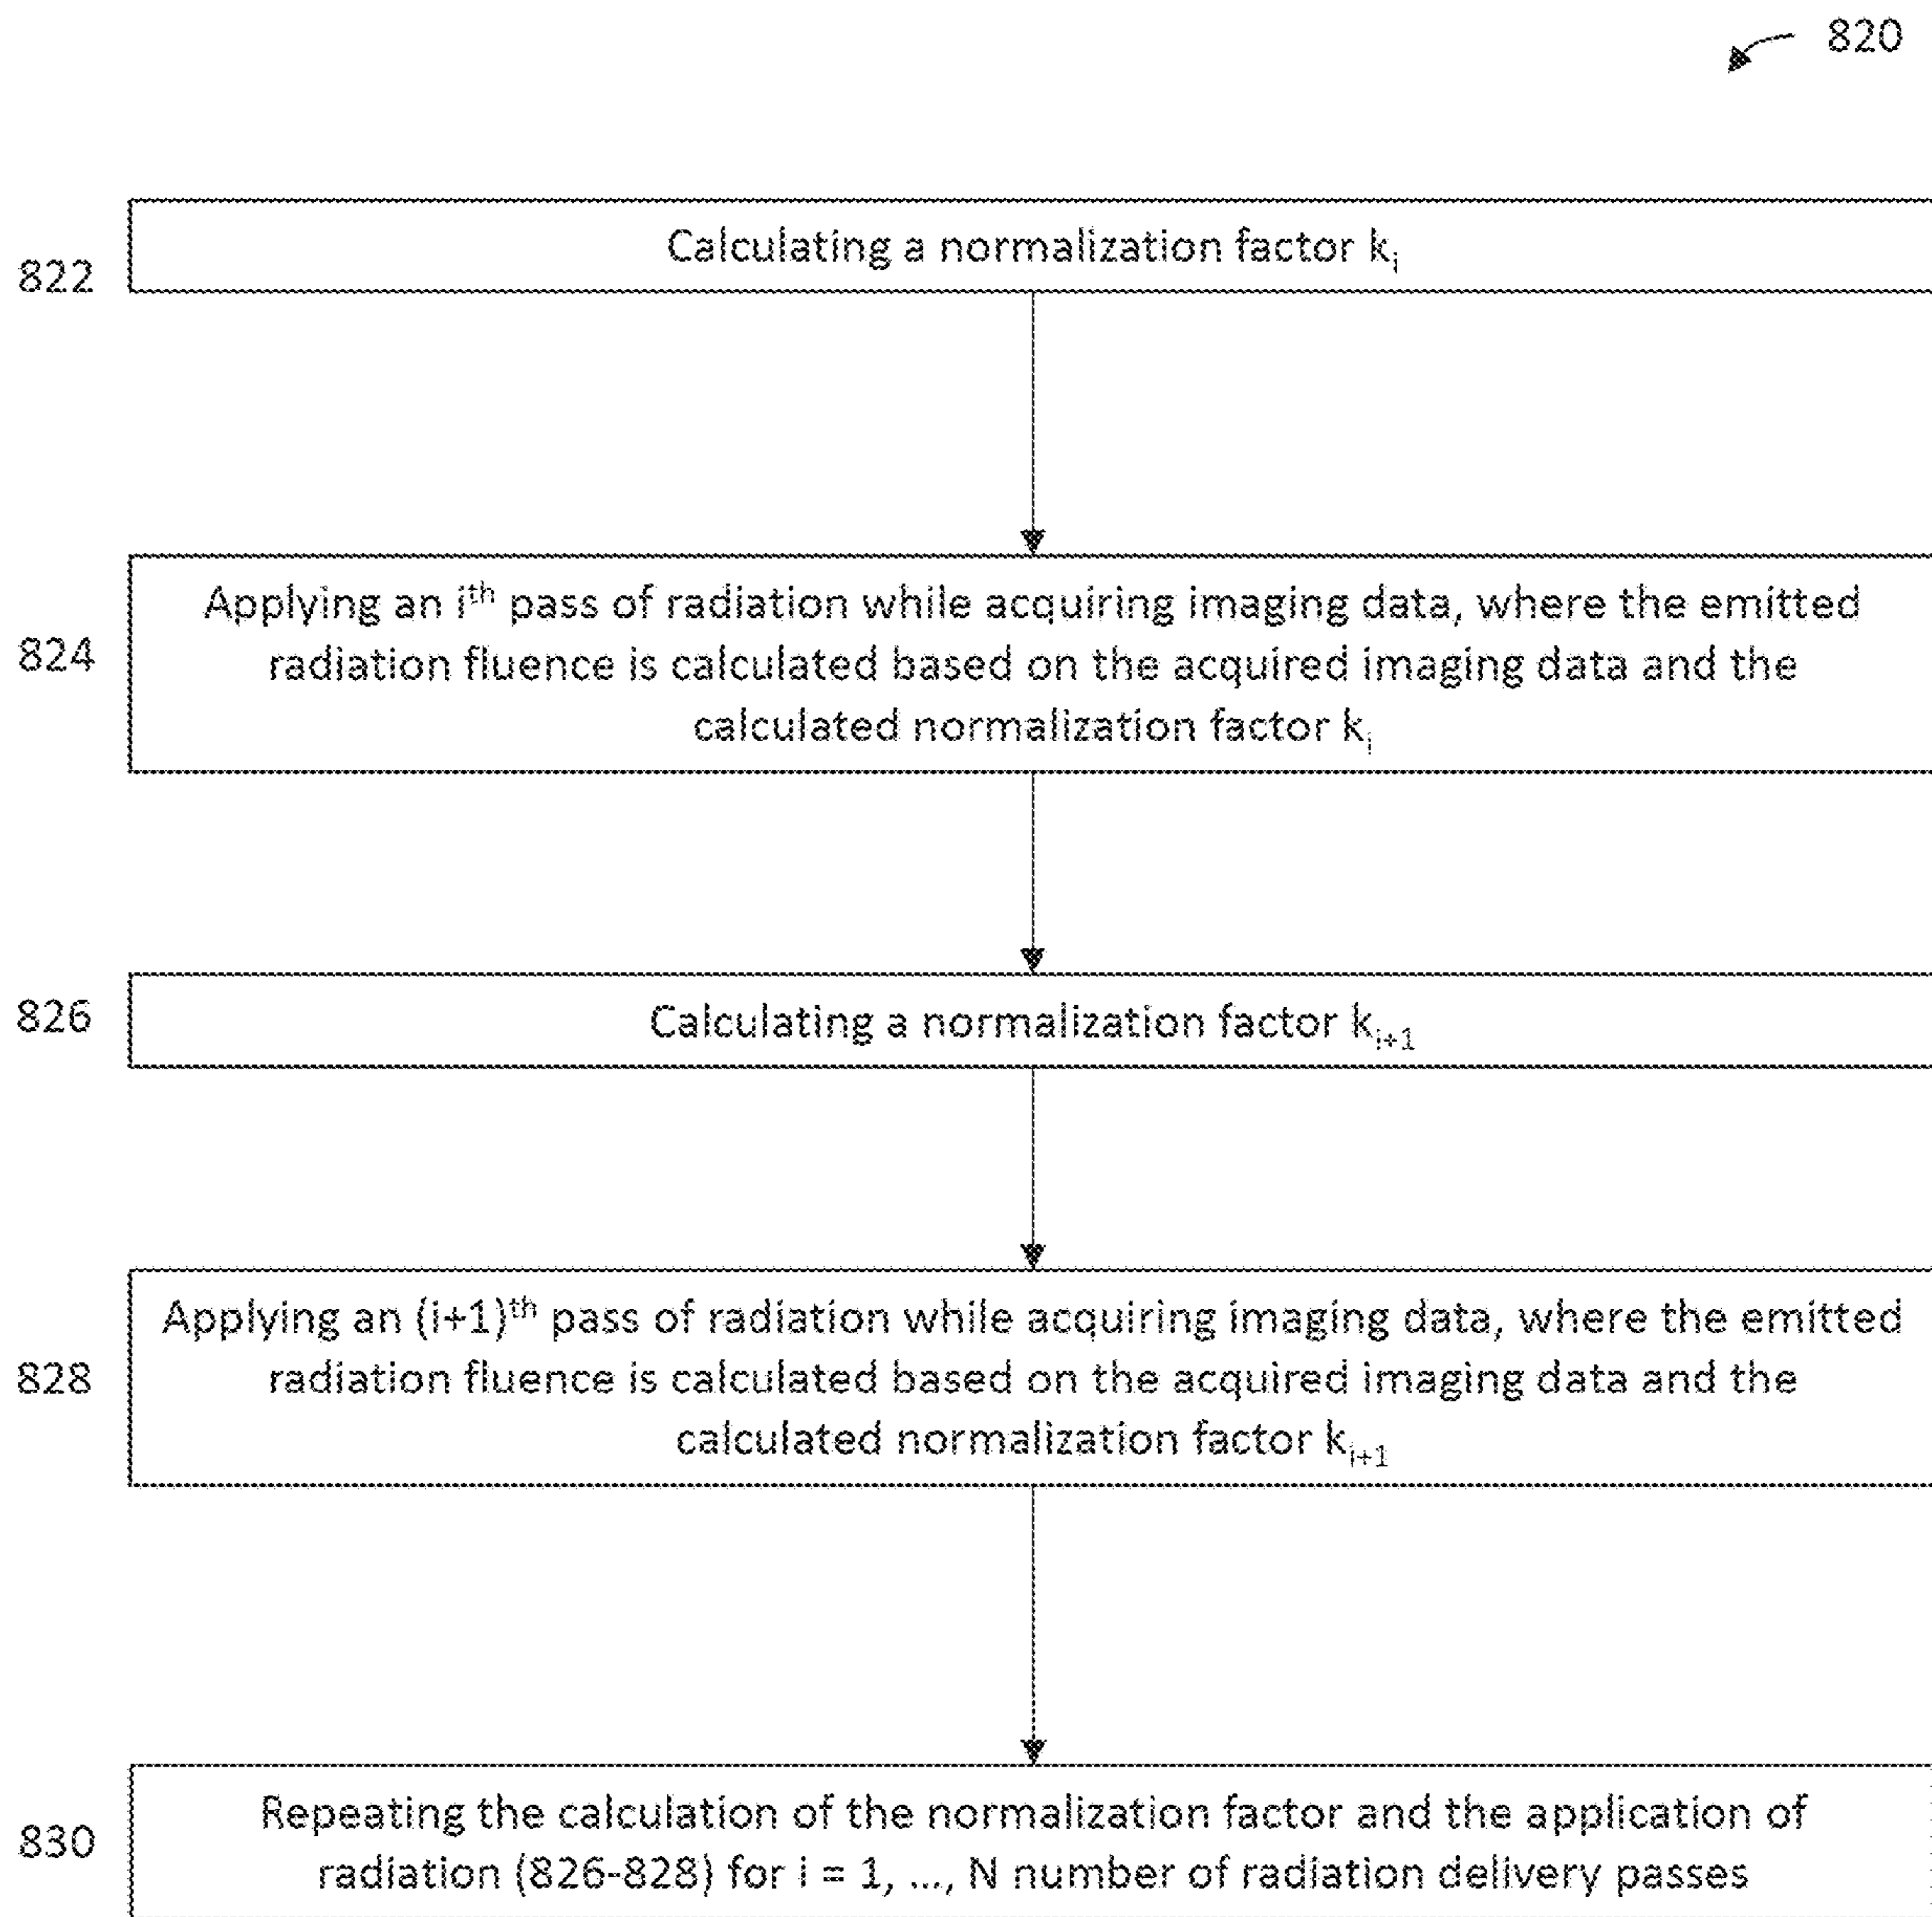 820
822
Calculating a normalization factor kᵢ
824
Applying an iᵗʰ pass of radiation while acquiring imaging data, where the emitted
radiation fluence is calculated based on the acquired imaging data and the
calculated normalization factor kᵢ
826
Calculating a normalization factor kᵢ₊₁
828
Applying an (i+1)ᵗʰ pass of radiation while acquiring imaging data, where the emitted
radiation fluence is calculated based on the acquired imaging data and the
calculated normalization factor kᵢ₊₁
830
Repeating the calculation of the normalization factor and the application of
radiation (826-828) for i = 1, ..., N number of radiation delivery passes